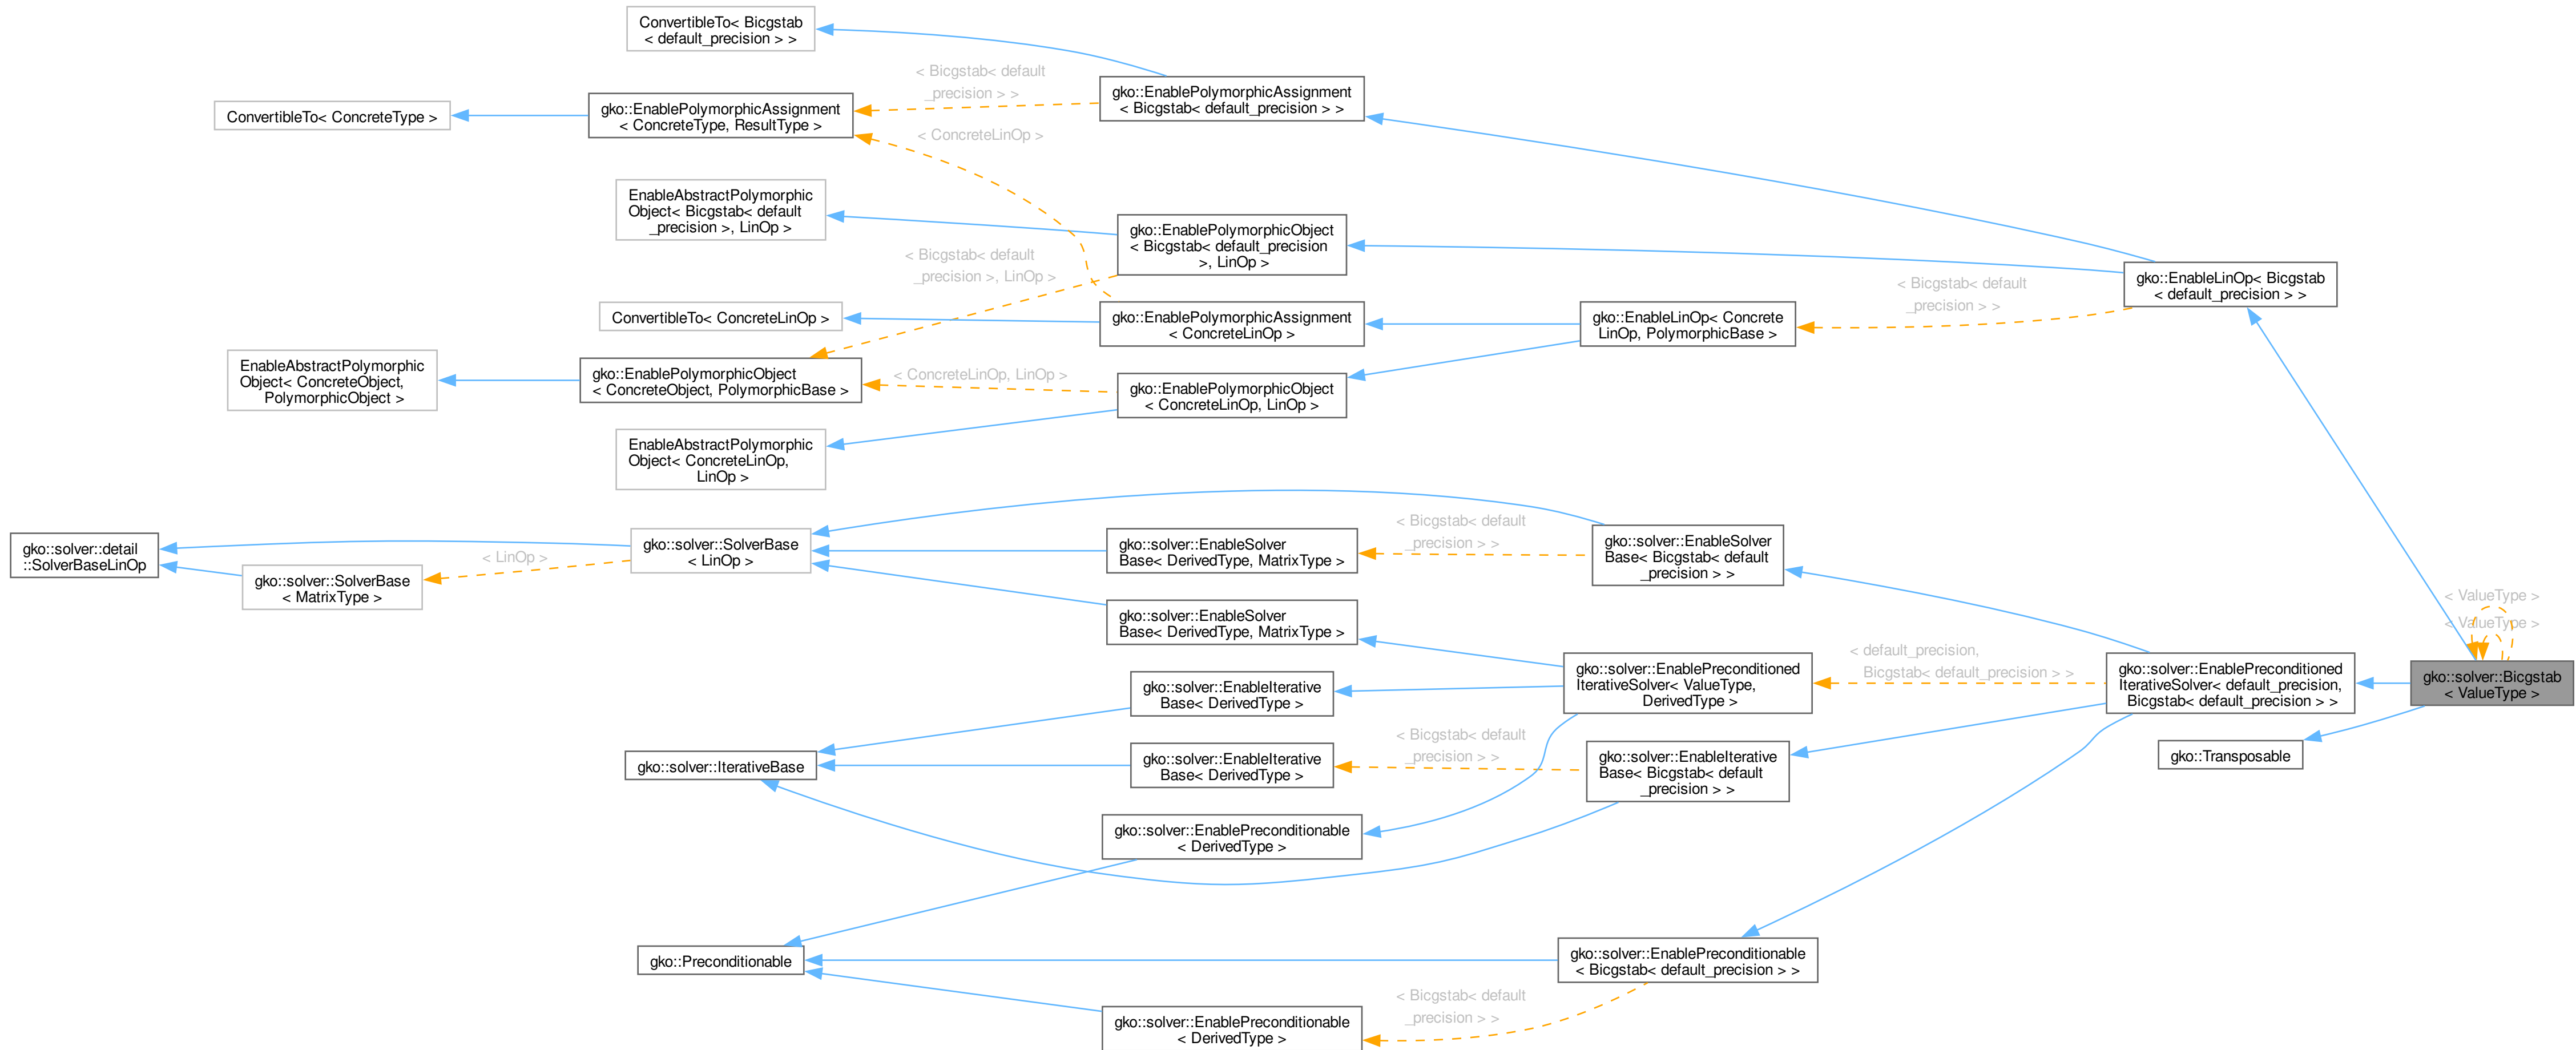 ConvertibleTo< Bicgstab
< default_precision > >
ConvertibleTo< ConcreteType >
gko::EnablePolymorphicAssignment
< ConcreteType, ResultType >
< Bicgstab< default
_precision > >
gko::EnablePolymorphicAssignment
< Bicgstab< default_precision > >
< ConcreteLinOp >
EnableAbstractPolymorphic
Object< Bicgstab< default
_precision >, LinOp >
gko::EnablePolymorphicObject
< Bicgstab< default_precision
>, LinOp >
< Bicgstab< default
_precision >, LinOp >
ConvertibleTo< ConcreteLinOp >
gko::EnablePolymorphicAssignment
< ConcreteLinOp >
gko::EnableLinOp< Concrete
LinOp, PolymorphicBase >
< Bicgstab< default
_precision > >
gko::EnableLinOp< Bicgstab
< default_precision > >
EnableAbstractPolymorphic
Object< ConcreteObject,
PolymorphicObject >
gko::EnablePolymorphicObject
< ConcreteObject, PolymorphicBase >
< ConcreteLinOp, LinOp >
gko::EnablePolymorphicObject
< ConcreteLinOp, LinOp >
EnableAbstractPolymorphic
Object< ConcreteLinOp,
LinOp >
gko::solver::detail
::SolverBaseLinOp
gko::solver::SolverBase
< MatrixType >
< LinOp >
gko::solver::SolverBase
< LinOp >
gko::solver::EnableSolver
Base< DerivedType, MatrixType >
< Bicgstab< default
_precision > >
gko::solver::EnableSolver
Base< Bicgstab< default
_precision > >
gko::solver::EnableSolver
Base< DerivedType, MatrixType >
gko::solver::EnableIterative
Base< DerivedType >
gko::solver::EnablePreconditioned
IterativeSolver< ValueType,
DerivedType >
< default_precision,
Bicgstab< default_precision > >
gko::solver::EnablePreconditioned
IterativeSolver< default_precision,
Bicgstab< default_precision > >
< ValueType >
< ValueType >
gko::solver::Bicgstab
< ValueType >
gko::Transposable
gko::solver::IterativeBase
gko::solver::EnableIterative
Base< DerivedType >
< Bicgstab< default
_precision > >
gko::solver::EnableIterative
Base< Bicgstab< default
_precision > >
gko::solver::EnablePreconditionable
< DerivedType >
gko::Preconditionable
gko::solver::EnablePreconditionable
< Bicgstab< default_precision > >
gko::solver::EnablePreconditionable
< DerivedType >
< Bicgstab< default
_precision > >